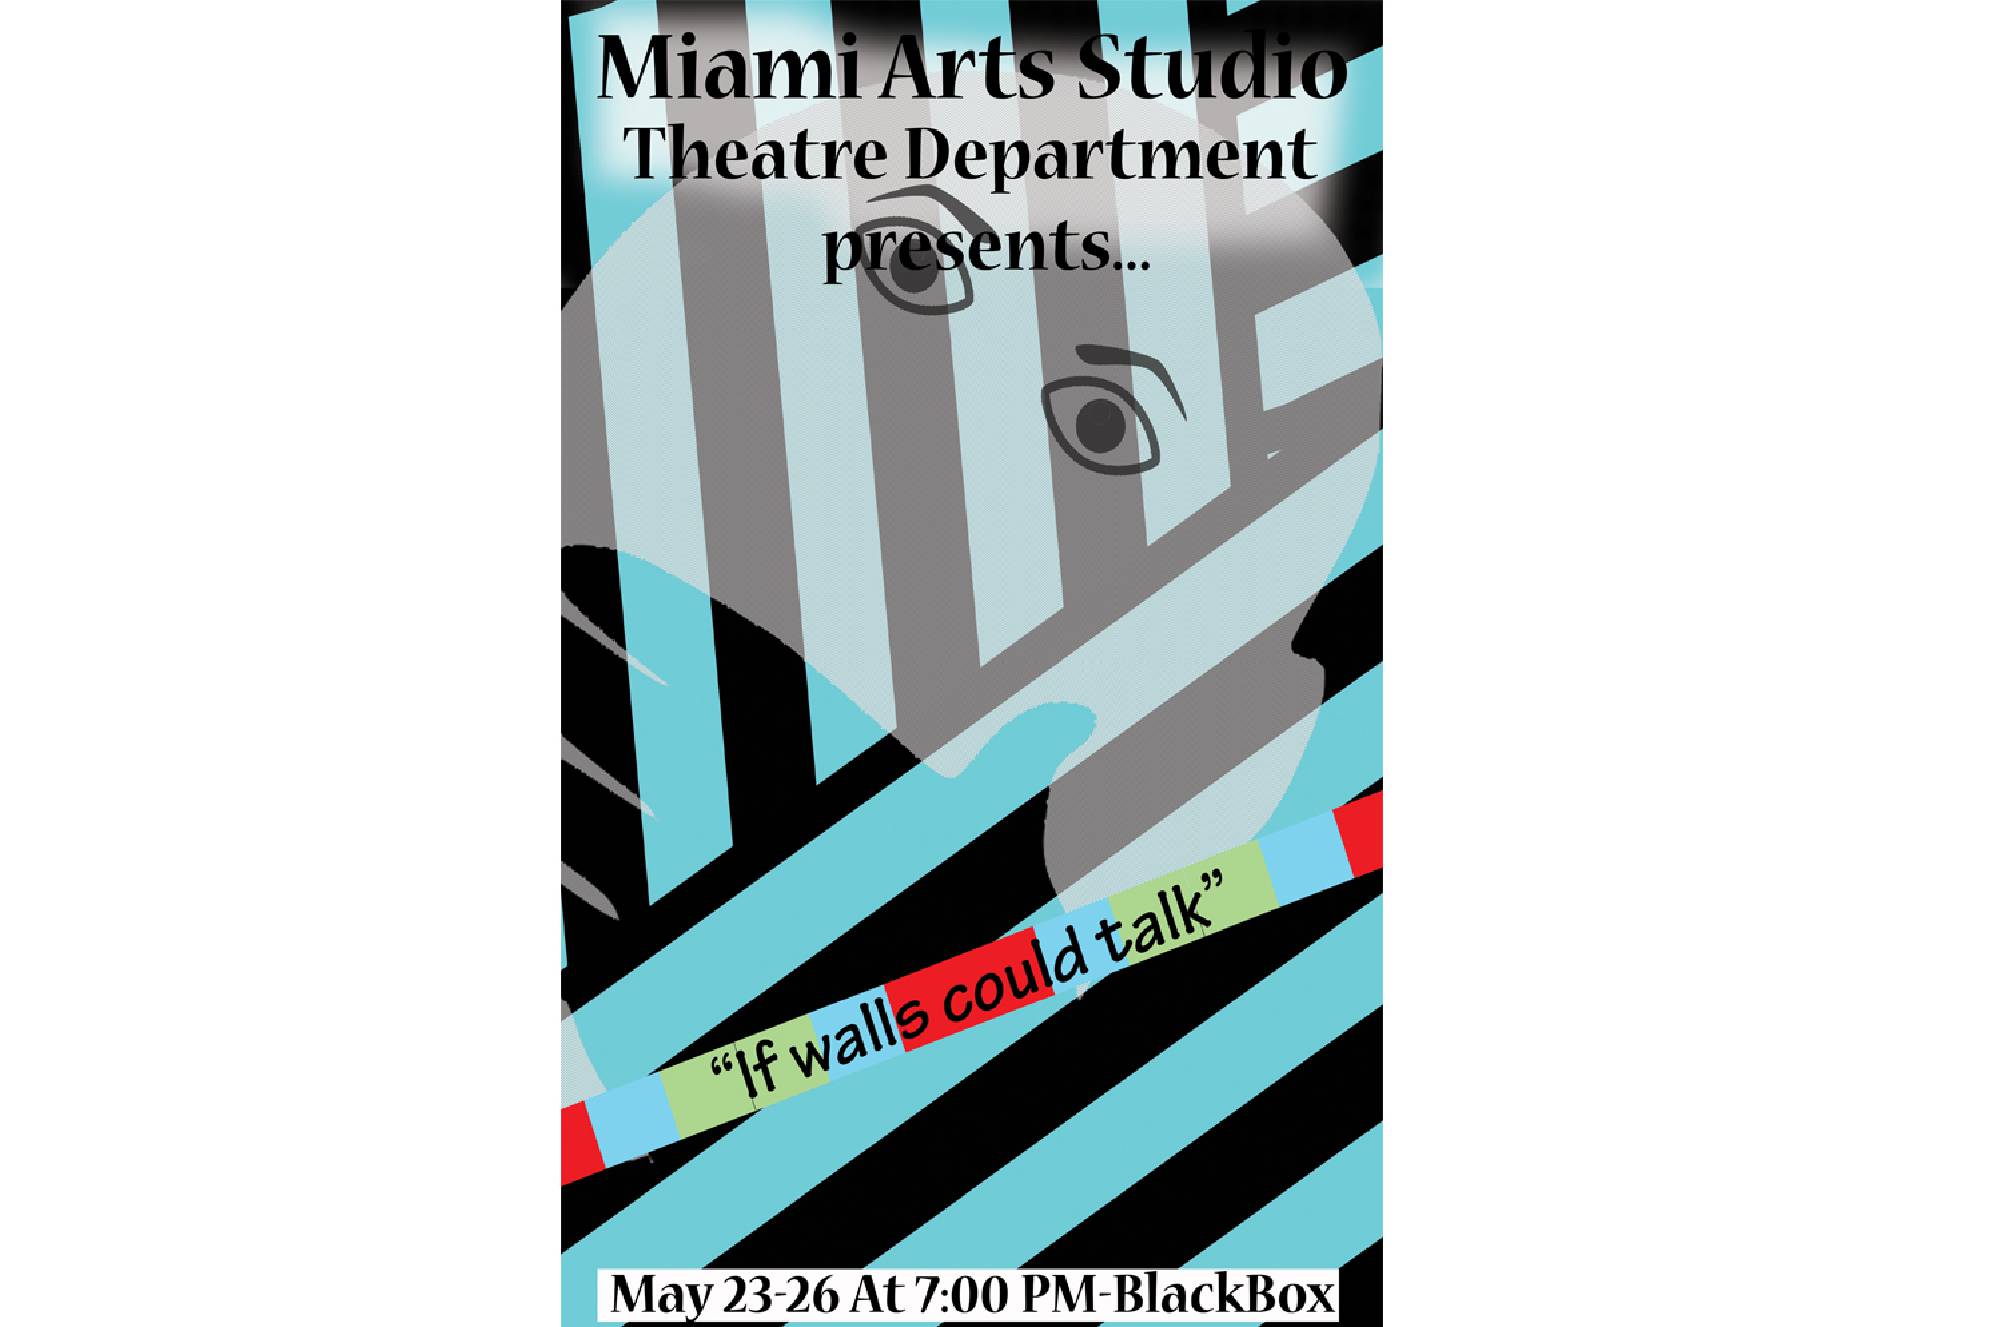 Miami Arts Studio
Theatre Department
presents...
“If walls could talk”
May 23-26 At 7:00 PM-BlackBox